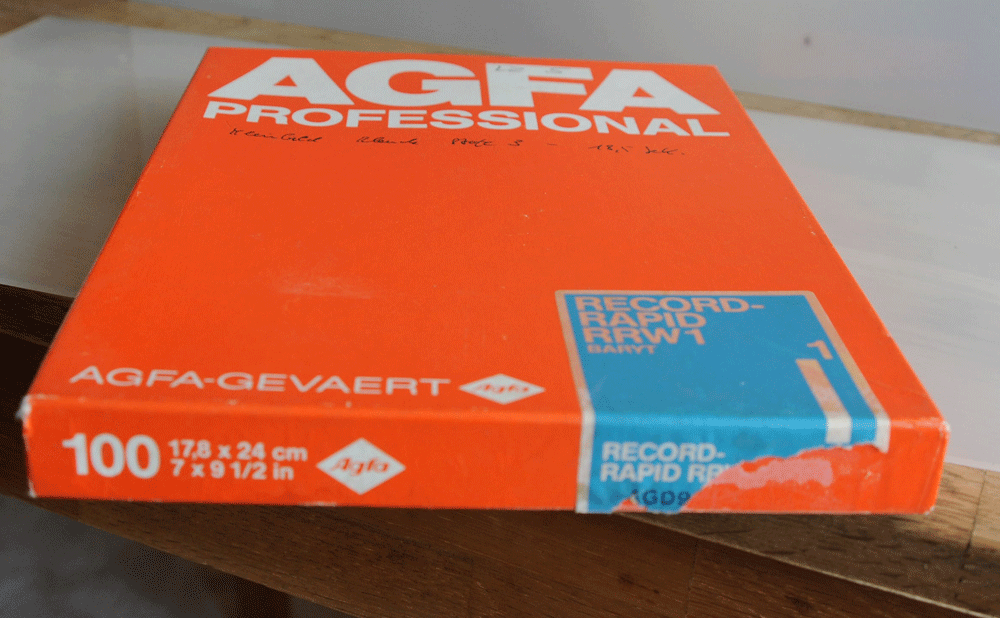 AGFA
PROFESSIONAL
RECORD-
RAPID
RRW1
BARYT
1
AGFA-GEVAERT
Agfa
100
17,8 x 24 cm
7 x 9 1/2 in
Agfa
RECORD-
RAPID